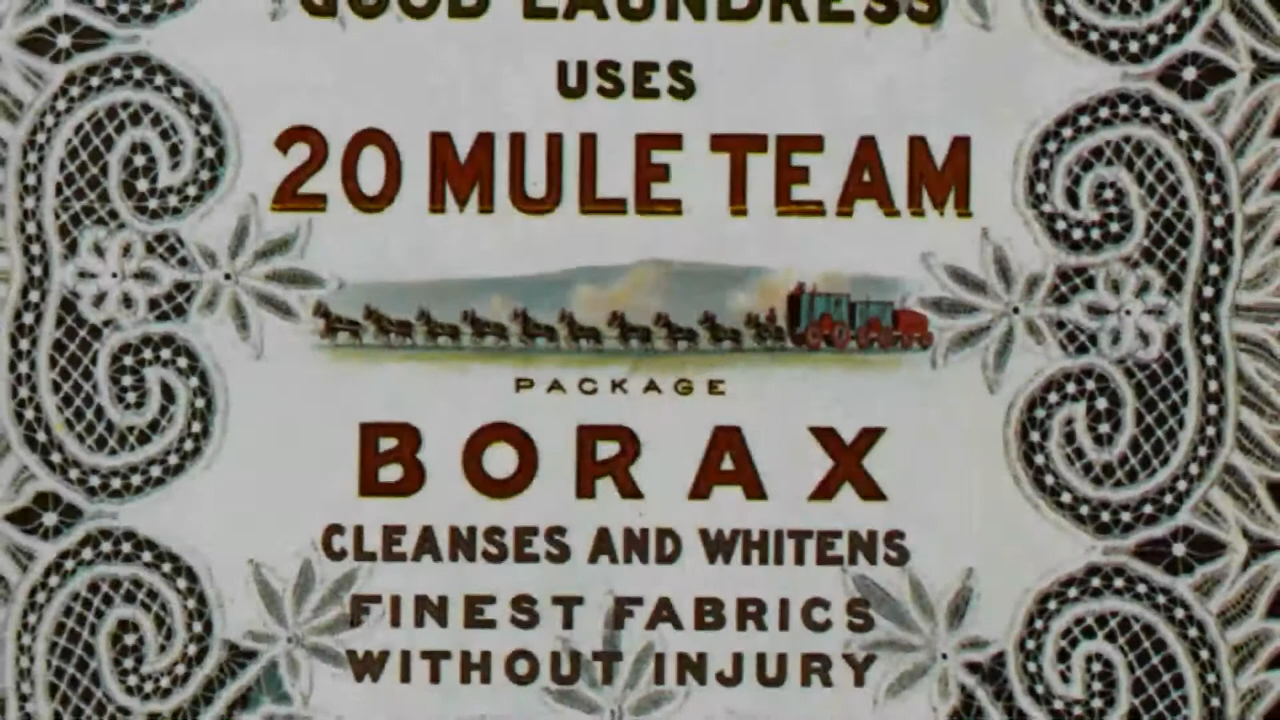 GOOD LAUNDRESS
USES
20 MULE TEAM
PACKAGE
BORAX
CLEANSES AND WHITENS
FINEST FABRICS
WITHOUT INJURY